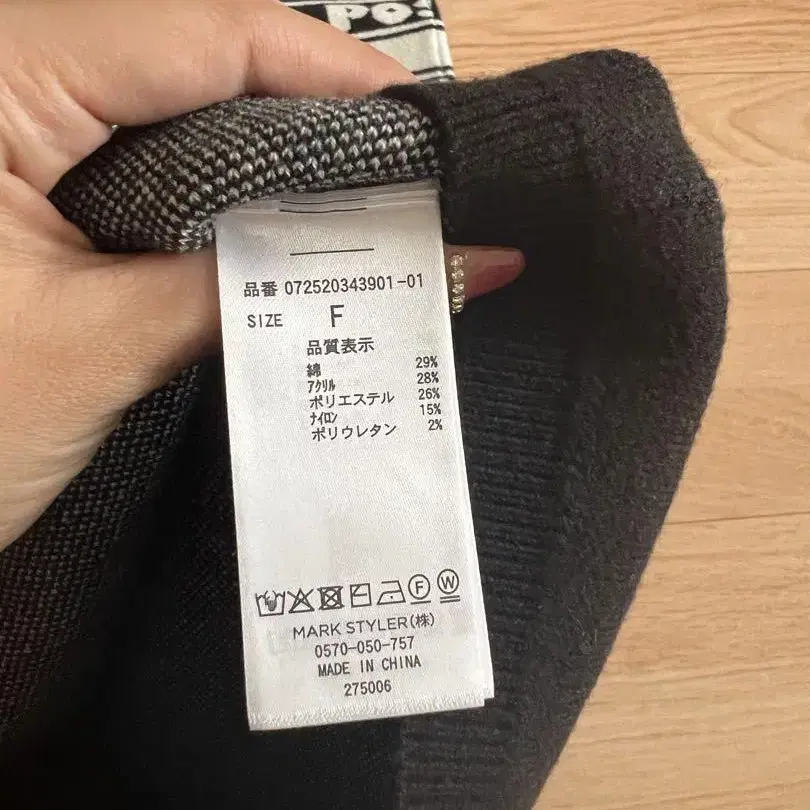 PO
品番 072520343901-01
SIZE F
品質表示
綿 29%
ｱｸﾘﾙ 28%
ポリエステル 26%
ﾅｲﾛﾝ 15%
ポリウレタン 2%
F W
MARK STYLER(株)
0570-050-757
MADE IN CHINA
275006